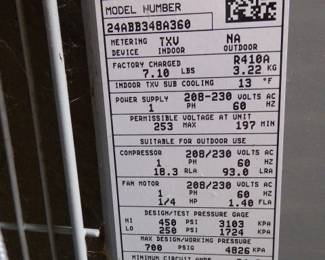 MODEL NUMBER
24ABB348A360
METERING TXV NA
DEVICE INDOOR OUTDOOR
FACTORY CHARGED R410A
7.10 LBS 3.22 KG
INDOOR TXV SUB COOLING 13 °F
POWER SUPPLY 208-230 VOLTS AC
1 PH 60 HZ
PERMISSIBLE VOLTAGE AT UNIT
253 MAX 197 MIN
SUITABLE FOR OUTDOOR USE
COMPRESSOR 208/230 VOLTS AC
1 PH 60 HZ
18.3 RLA 93.0 LRA
FAN MOTOR 208/230 VOLTS AC
1 PH 60 HZ
1/4 HP 1.40 FLA
DESIGN/TEST PRESSURE GAGE
HI 450 PSI 3103 KPA
LO 250 PSI 1724 KPA
MAX DESIGN/WORKING PRESSURE
700 PSIG 4826 KPA
MINIMUM CIRCUIT AMPS